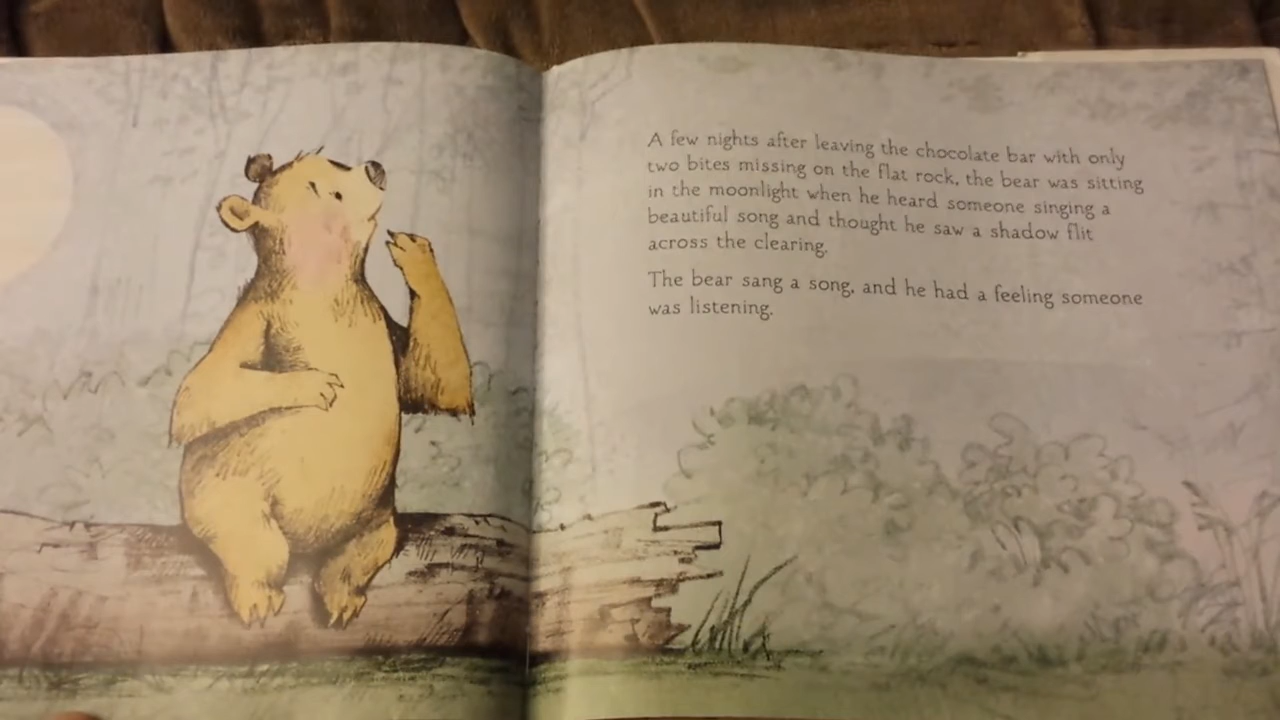 A few nights after leaving the chocolate bar with only
two bites missing on the flat rock, the bear was sitting
in the moonlight when he heard someone singing a
beautiful song and thought he saw a shadow flit
across the clearing.
The bear sang a song, and he had a feeling someone
was listening.